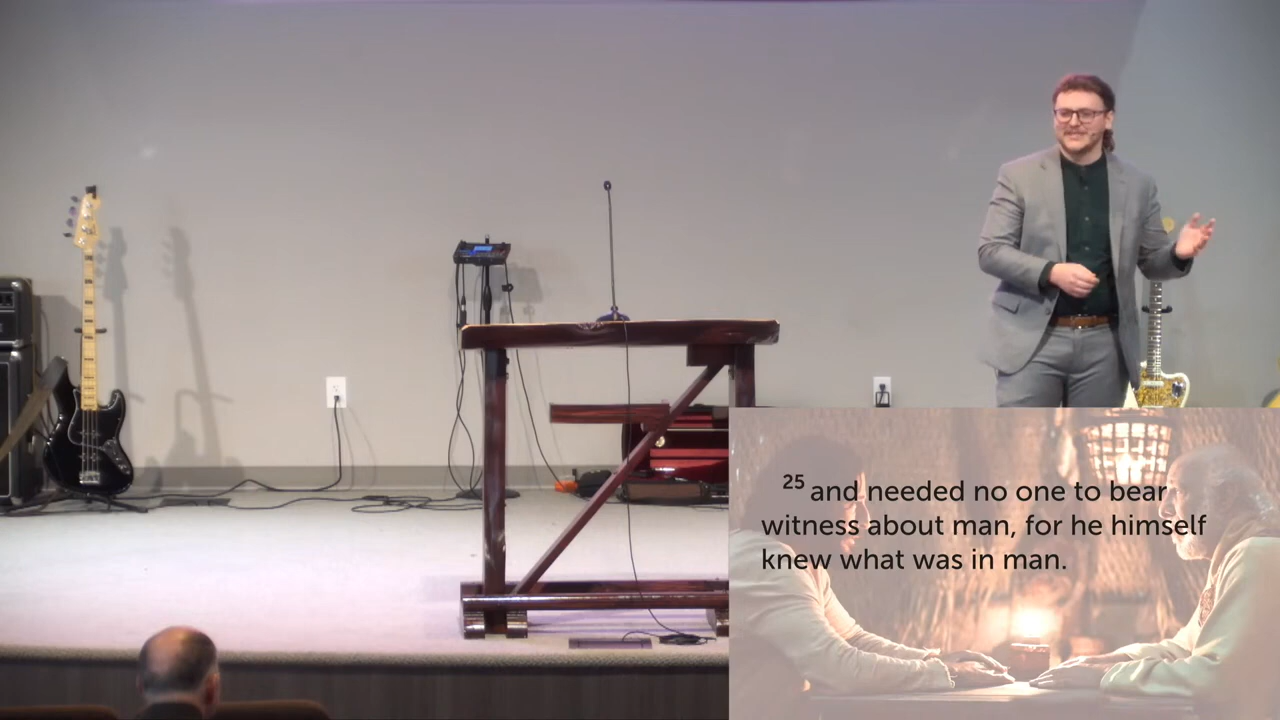 25 and needed no one to bear
witness about man, for he himself
knew what was in man.